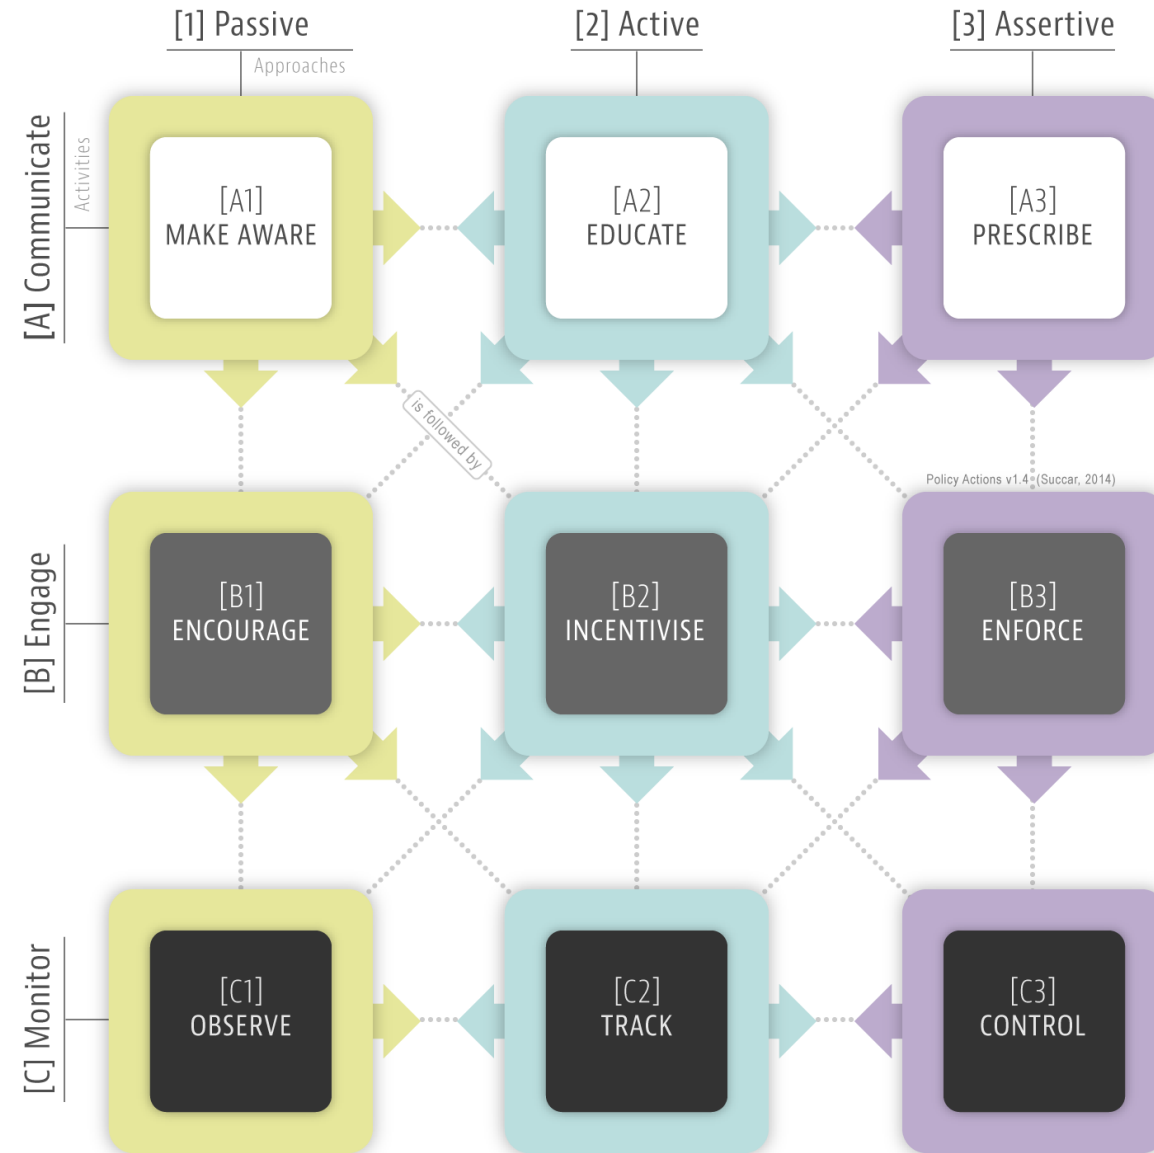 [1] Passive
[2] Active
[3] Assertive
Approaches
[A] Communicate
Activities
[A1]
MAKE AWARE
[A2]
EDUCATE
[A3]
PRESCRIBE
is followed by
Policy Actions v1.4 (Succar, 2014)
[B] Engage
[B1]
ENCOURAGE
[B2]
INCENTIVISE
[B3]
ENFORCE
[C] Monitor
[C1]
OBSERVE
[C2]
TRACK
[C3]
CONTROL